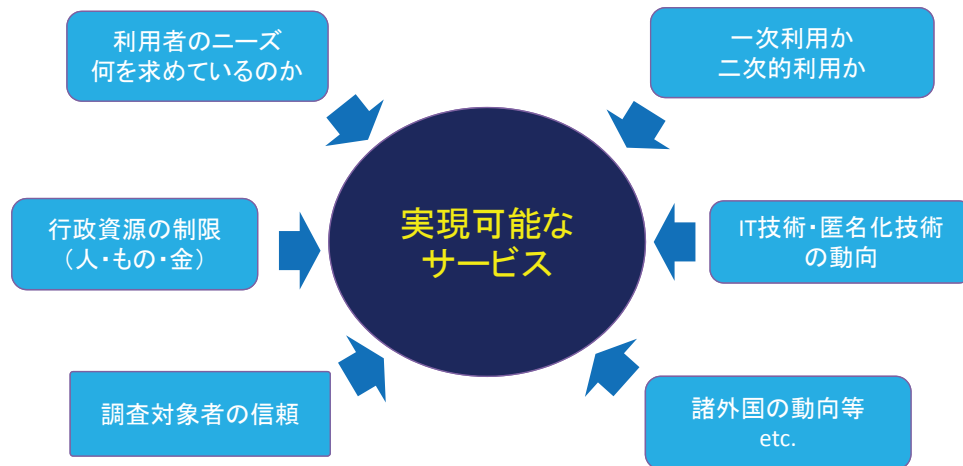 利用者のニーズ
何を求めているのか
一次利用か
二次的利用か
行政資源の制限
（人・もの・金）
実現可能な
サービス
IT技術・匿名化技術
の動向
調査対象者の信頼
諸外国の動向等
etc.